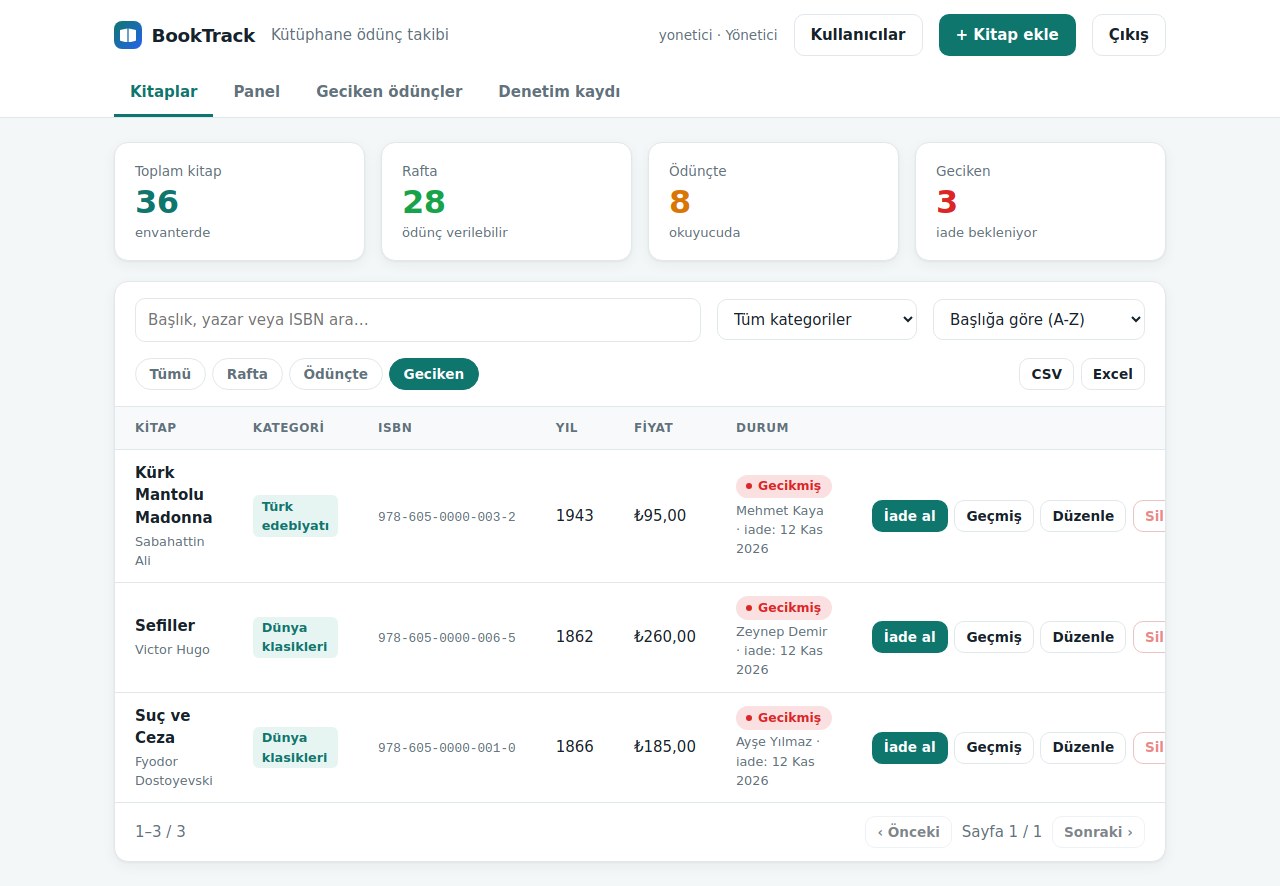 BookTrack Kütüphane ödünç takibi yonetici · Yönetici Kullanıcılar + Kitap ekle Çıkış
Kitaplar Panel Geciken ödünçler Denetim kaydı
Toplam kitap Rafta Ödünçte Geciken
36 28 8 3
envanterde ödünç verilebilir okuyucuda iade bekleniyor
Başlık, yazar veya ISBN ara… Tüm kategoriler Başlığa göre (A-Z)
Tümü Rafta Ödünçte Geciken CSV Excel
KİTAP KATEGORİ ISBN YIL FİYAT DURUM
Kürk
Mantolu
Madonna
Sabahattin
Ali
Türk
edebiyatı
978-605-0000-003-2
1943
₺95,00
Gecikmiş
Mehmet Kaya
· iade: 12 Kas
2026
İade al Geçmiş Düzenle Sil
Sefiller
Victor Hugo
Dünya
klasikleri
978-605-0000-006-5
1862
₺260,00
Gecikmiş
Zeynep Demir
· iade: 12 Kas
2026
İade al Geçmiş Düzenle Sil
Suç ve
Ceza
Fyodor
Dostoyevski
Dünya
klasikleri
978-605-0000-001-0
1866
₺185,00
Gecikmiş
Ayşe Yılmaz ·
iade: 12 Kas
2026
İade al Geçmiş Düzenle Sil
1–3 / 3 ‹ Önceki Sayfa 1 / 1 Sonraki ›